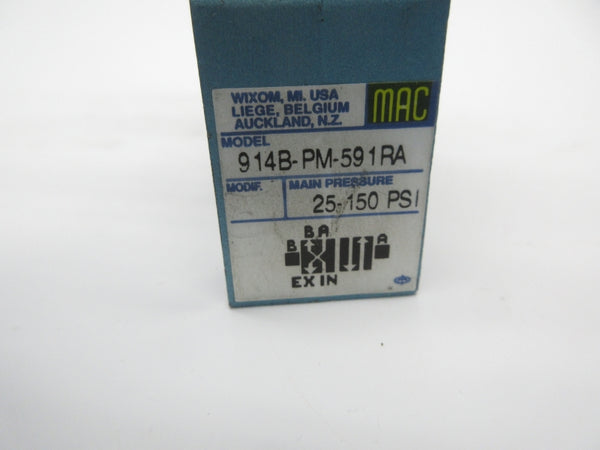 WIXOM, MI. USA
LIEGE, BELGIUM
AUCKLAND, N.Z.
MAC
MODEL
914B-PM-591RA
MODIF.
MAIN PRESSURE
25-150 PSI
B A
B A
EX IN